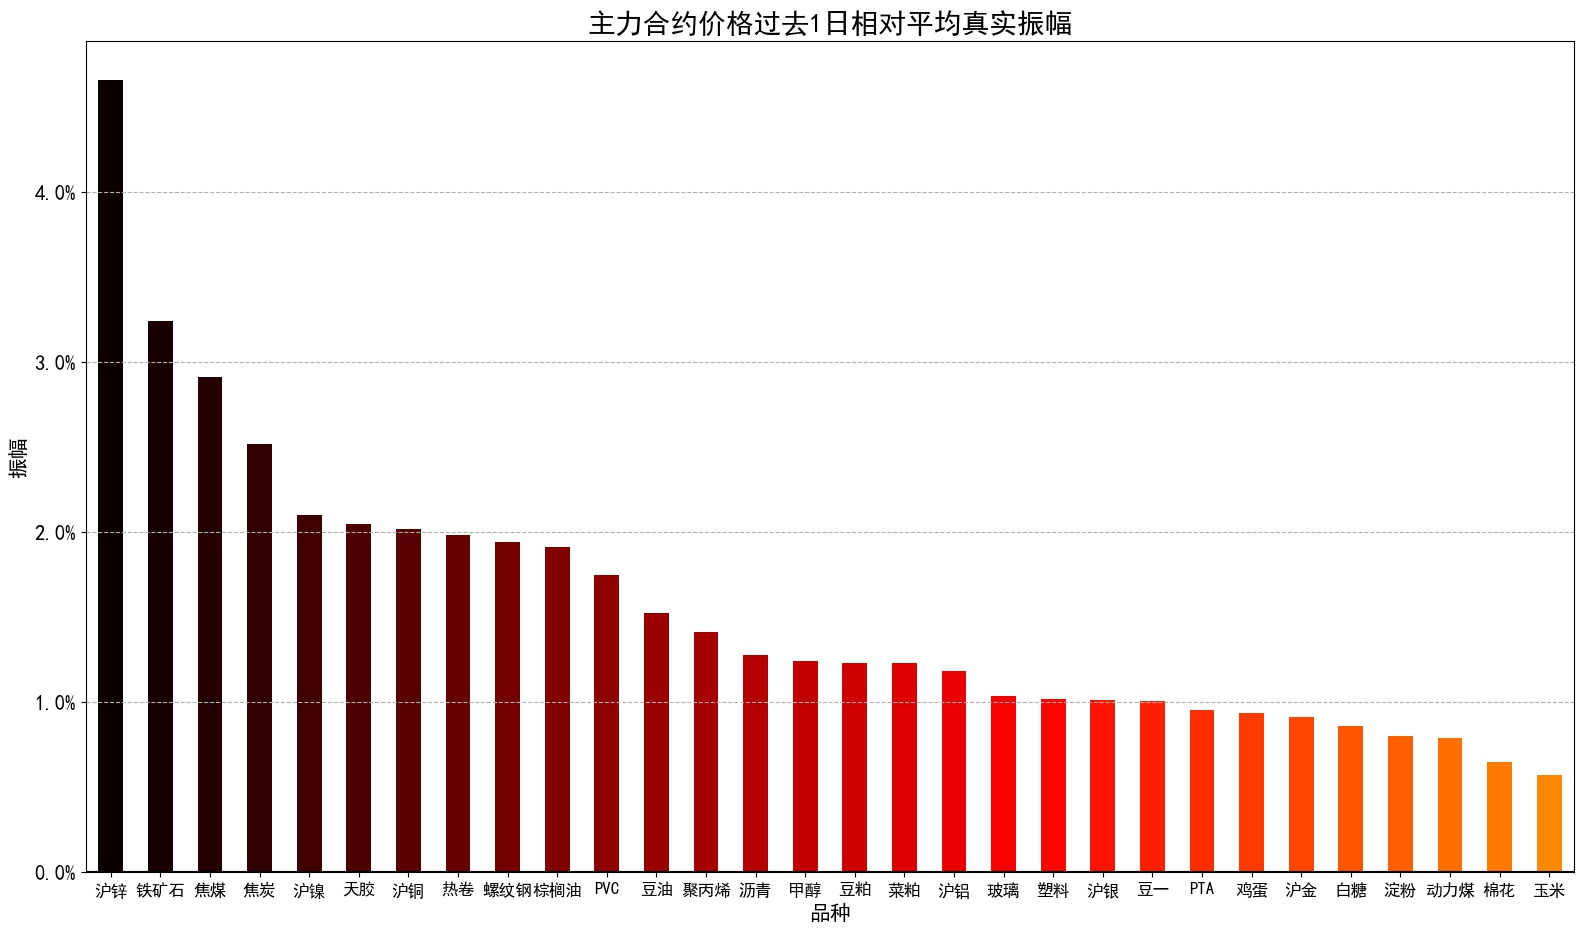 主力合约价格过去1日相对平均真实振幅
振幅
4.0%
3.0%
2.0%
1.0%
0.0%
沪锌 铁矿石 焦煤 焦炭 沪镍 天胶 沪铜 热卷 螺纹钢 棕榈油 PVC 豆油 聚丙烯 沥青 甲醇 豆粕 菜粕 沪铝 玻璃 塑料 沪银 豆一 PTA 鸡蛋 沪金 白糖 淀粉 动力煤 棉花 玉米
品种